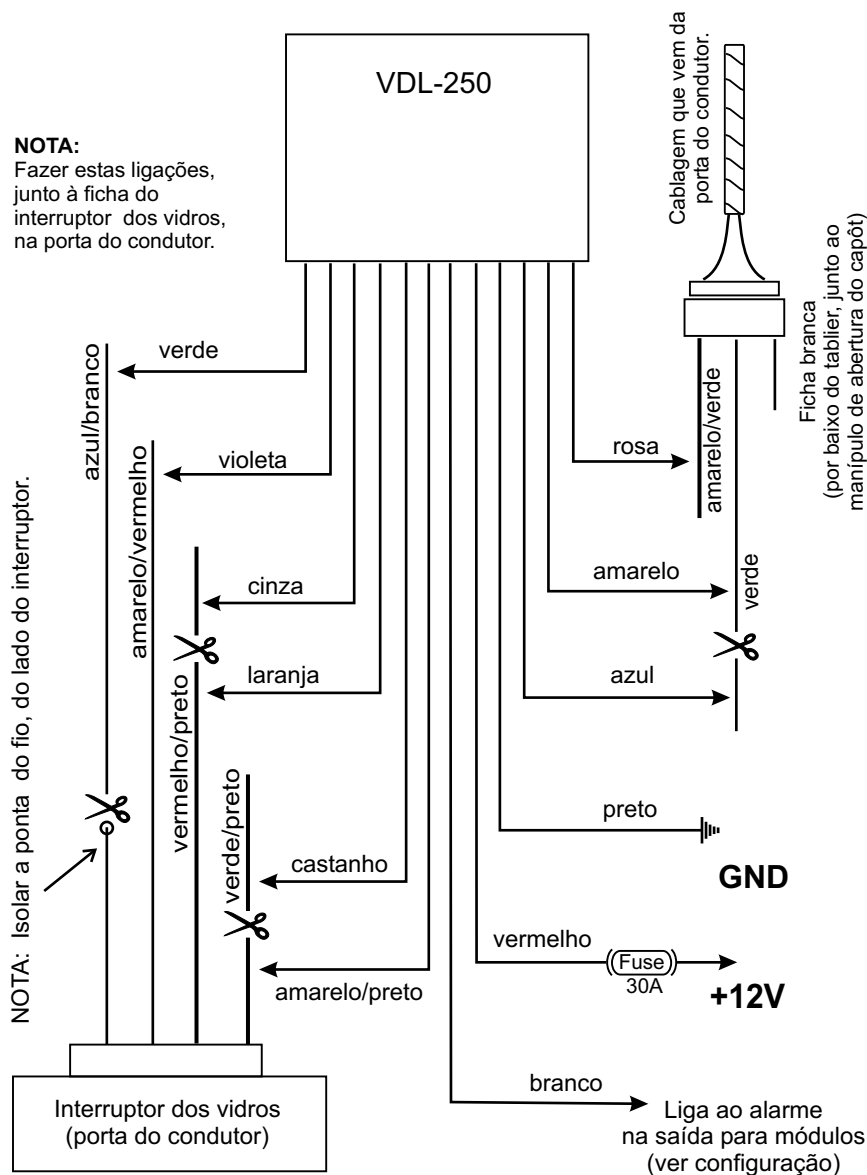 VDL-250
NOTA:
Fazer estas ligações,
junto à ficha do
interruptor dos vidros,
na porta do condutor.
Cablagem que vem da
porta do condutor.
Ficha branca
(por baixo do tablier, junto ao
manípulo de abertura do capôt)
verde
azul/branco
violeta
amarelo/vermelho
cinza
laranja
vermelho/preto
castanho
verde/preto
amarelo/preto
NOTA: Isolar a ponta do fio, do lado do interruptor.
rosa
amarelo/verde
amarelo
verde
azul
preto
GND
vermelho
Fuse
30A
+12V
branco
Liga ao alarme
na saída para módulos
(ver configuração)
Interruptor dos vidros
(porta do condutor)